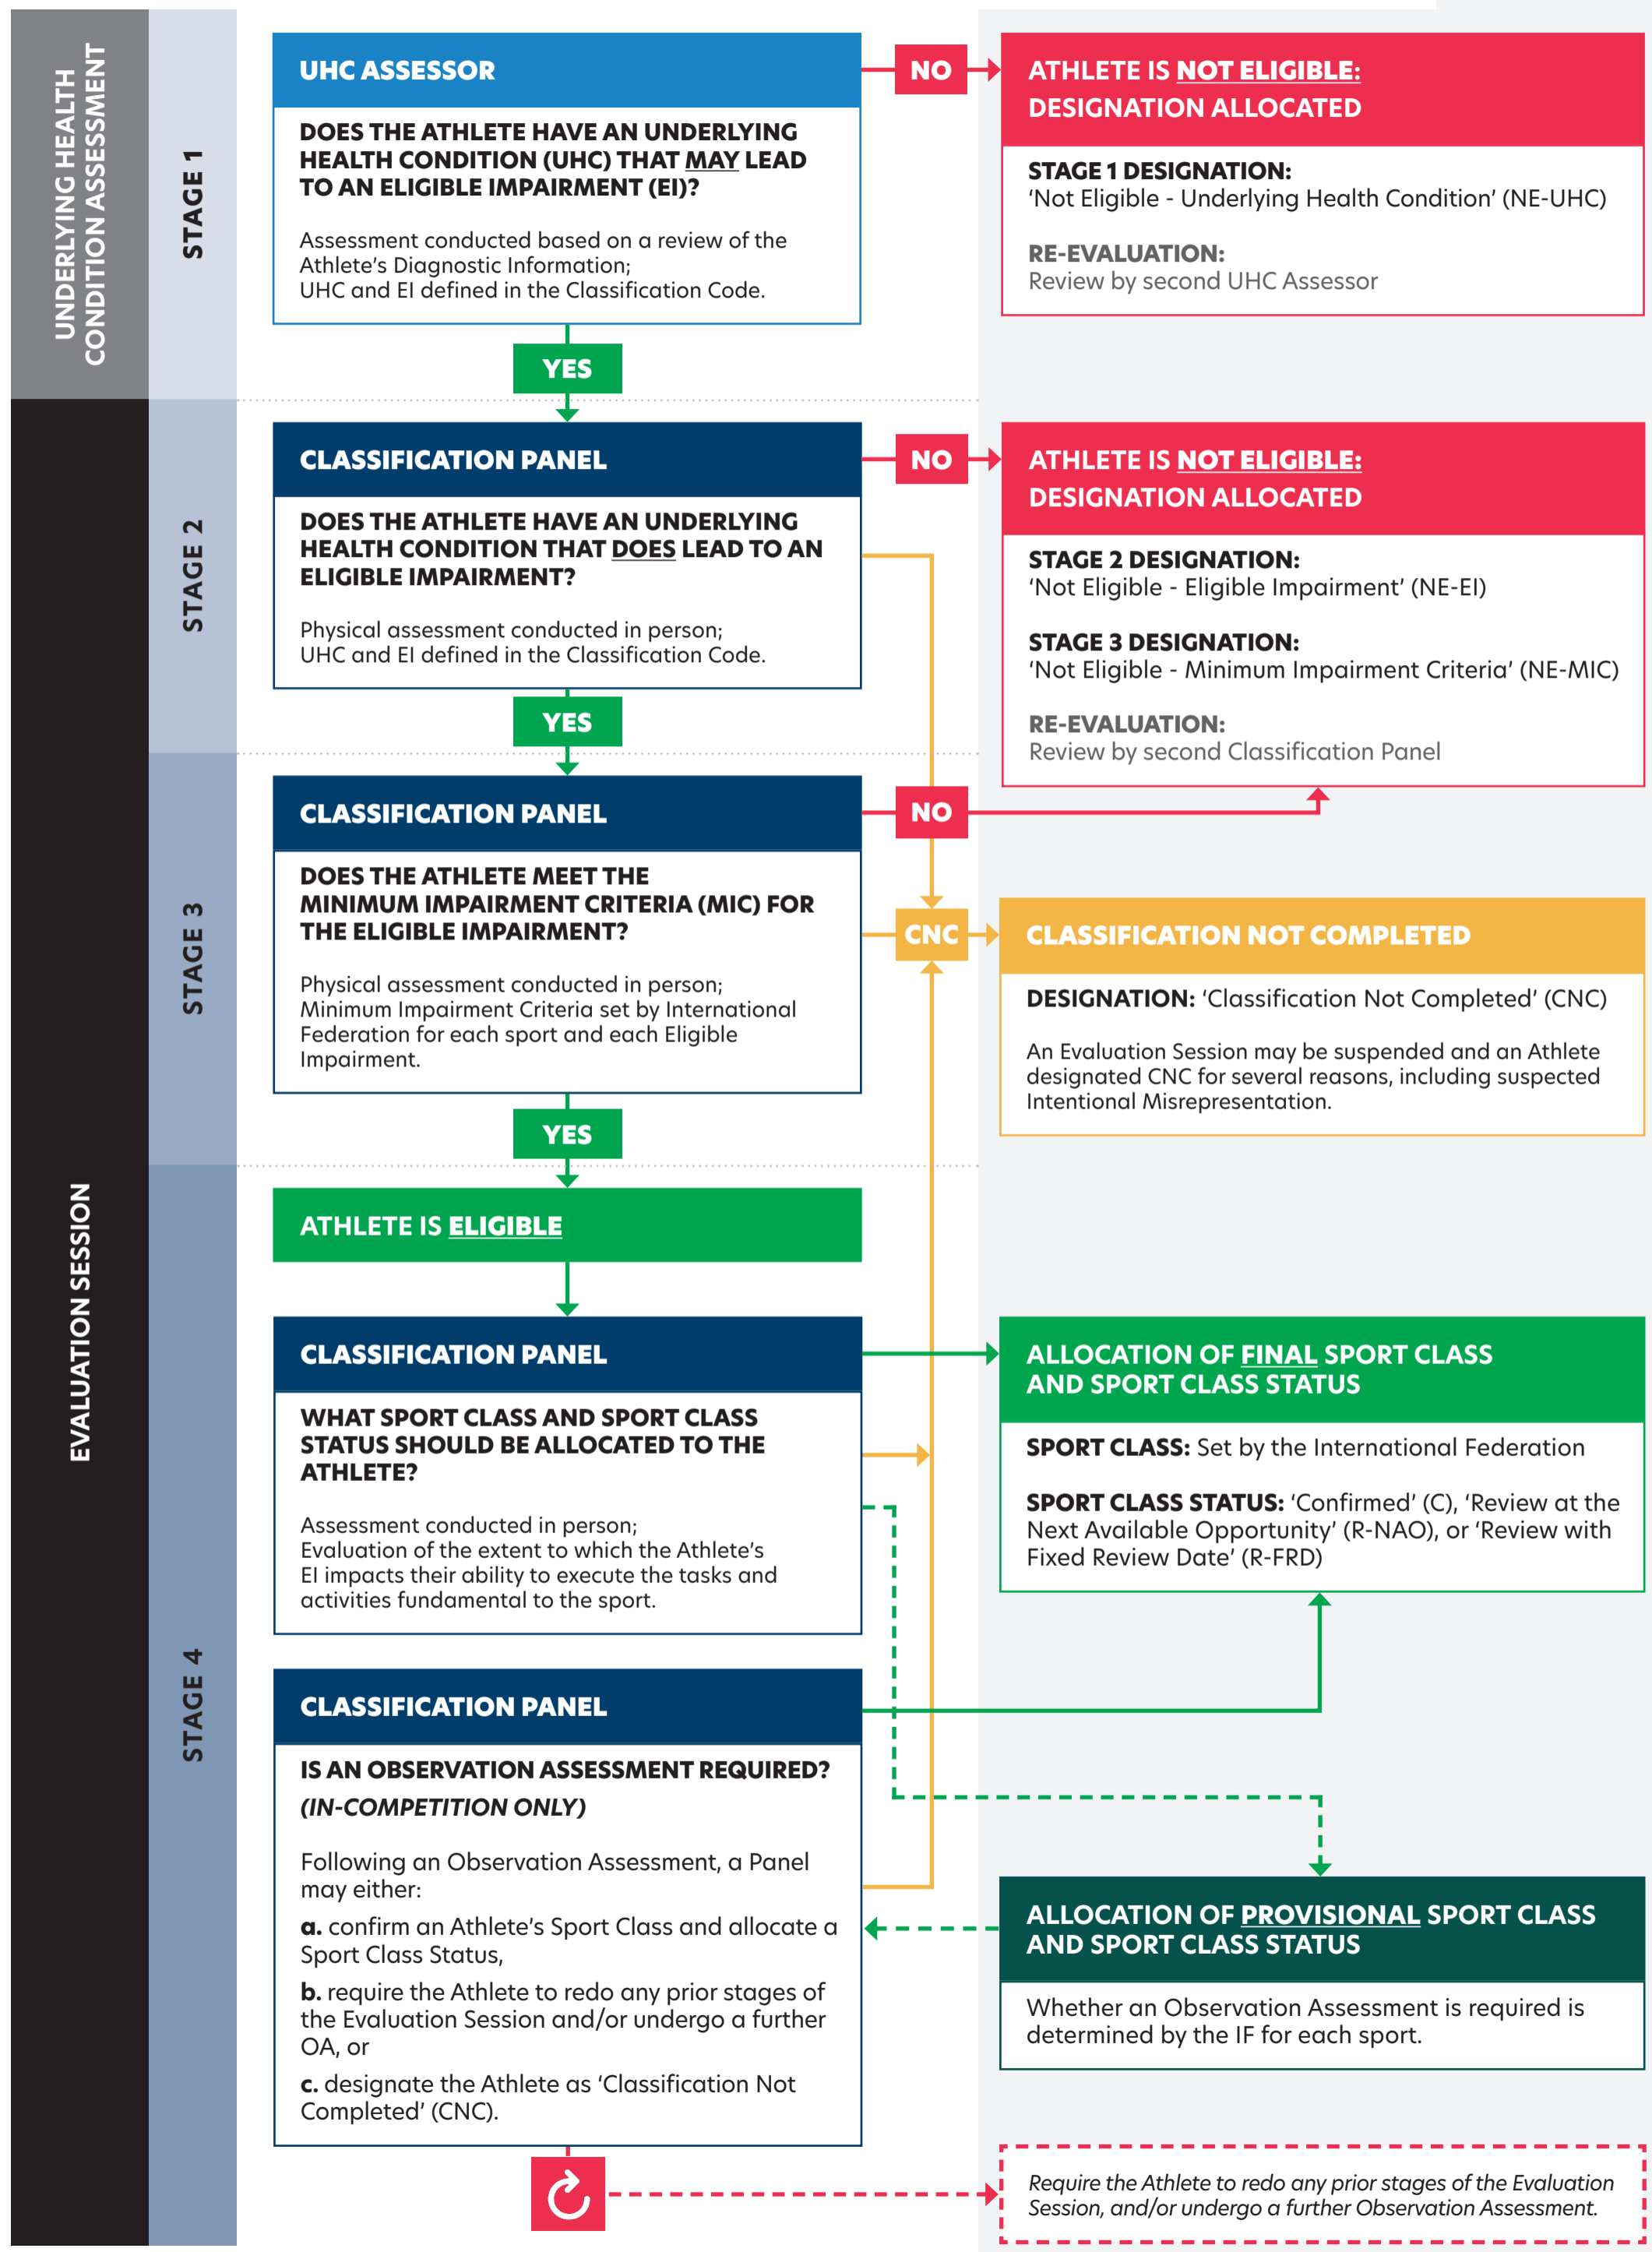 UNDERLYING HEALTH
CONDITION ASSESSMENT
STAGE 1
UHC ASSESSOR
DOES THE ATHLETE HAVE AN UNDERLYING
HEALTH CONDITION (UHC) THAT MAY LEAD
TO AN ELIGIBLE IMPAIRMENT (EI)?
Assessment conducted based on a review of the
Athlete's Diagnostic Information;
UHC and EI defined in the Classification Code.
NO
ATHLETE IS NOT ELIGIBLE:
DESIGNATION ALLOCATED
STAGE 1 DESIGNATION:
‘Not Eligible - Underlying Health Condition’ (NE-UHC)
RE-EVALUATION:
Review by second UHC Assessor
YES
EVALUATION SESSION
STAGE 2
CLASSIFICATION PANEL
DOES THE ATHLETE HAVE AN UNDERLYING
HEALTH CONDITION THAT DOES LEAD TO AN
ELIGIBLE IMPAIRMENT?
Physical assessment conducted in person;
UHC and EI defined in the Classification Code.
NO
ATHLETE IS NOT ELIGIBLE:
DESIGNATION ALLOCATED
STAGE 2 DESIGNATION:
‘Not Eligible - Eligible Impairment’ (NE-EI)
STAGE 3 DESIGNATION:
‘Not Eligible - Minimum Impairment Criteria’ (NE-MIC)
RE-EVALUATION:
Review by second Classification Panel
YES
STAGE 3
CLASSIFICATION PANEL
DOES THE ATHLETE MEET THE
MINIMUM IMPAIRMENT CRITERIA (MIC) FOR
THE ELIGIBLE IMPAIRMENT?
Physical assessment conducted in person;
Minimum Impairment Criteria set by International
Federation for each sport and each Eligible
Impairment.
NO
CNC
CLASSIFICATION NOT COMPLETED
DESIGNATION: ‘Classification Not Completed’ (CNC)
An Evaluation Session may be suspended and an Athlete
designated CNC for several reasons, including suspected
Intentional Misrepresentation.
YES
STAGE 4
ATHLETE IS ELIGIBLE
CLASSIFICATION PANEL
WHAT SPORT CLASS AND SPORT CLASS
STATUS SHOULD BE ALLOCATED TO THE
ATHLETE?
Assessment conducted in person;
Evaluation of the extent to which the Athlete's
EI impacts their ability to execute the tasks and
activities fundamental to the sport.
ALLOCATION OF FINAL SPORT CLASS
AND SPORT CLASS STATUS
SPORT CLASS: Set by the International Federation
SPORT CLASS STATUS: ‘Confirmed’ (C), ‘Review at the
Next Available Opportunity’ (R-NAO), or ‘Review with
Fixed Review Date’ (R-FRD)
CLASSIFICATION PANEL
IS AN OBSERVATION ASSESSMENT REQUIRED?
(IN-COMPETITION ONLY)
Following an Observation Assessment, a Panel
may either:
a. confirm an Athlete's Sport Class and allocate a
Sport Class Status,
b. require the Athlete to redo any prior stages of
the Evaluation Session and/or undergo a further
OA, or
c. designate the Athlete as ‘Classification Not
Completed’ (CNC).
ALLOCATION OF PROVISIONAL SPORT CLASS
AND SPORT CLASS STATUS
Whether an Observation Assessment is required is
determined by the IF for each sport.
Require the Athlete to redo any prior stages of the Evaluation
Session, and/or undergo a further Observation Assessment.